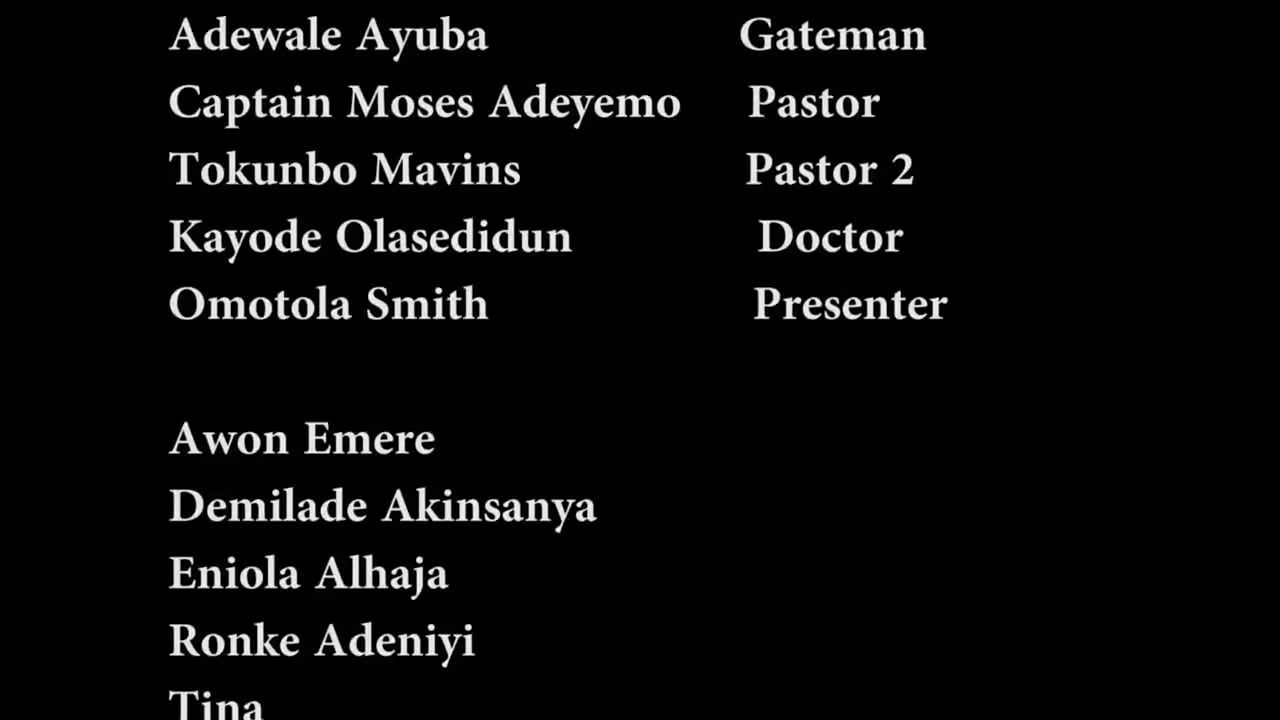 Adewale Ayuba Gateman
Captain Moses Adeyemo Pastor
Tokunbo Mavins Pastor 2
Kayode Olasedidun Doctor
Omotola Smith Presenter
Awon Emere
Demilade Akinsanya
Eniola Alhaja
Ronke Adeniyi
Tina